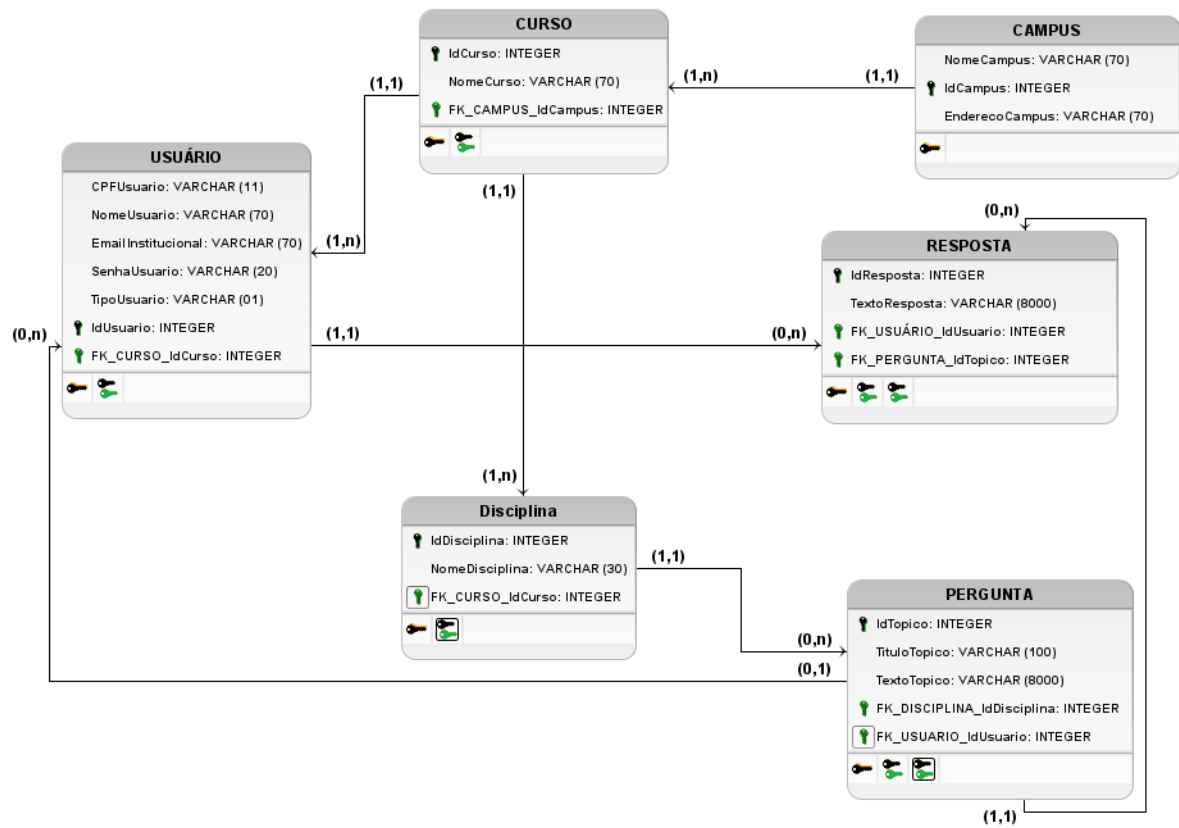 CURSO
IdCurso: INTEGER
NomeCurso: VARCHAR (70)
FK_CAMPUS_IdCampus: INTEGER
CAMPUS
NomeCampus: VARCHAR (70)
IdCampus: INTEGER
EnderecoCampus: VARCHAR (70)
(1,1)
(1,n)
(1,1)
USUÁRIO
CPFUsuario: VARCHAR (11)
NomeUsuario: VARCHAR (70)
EmailInstitucional: VARCHAR (70)
SenhaUsuario: VARCHAR (20)
TipoUsuario: VARCHAR (01)
IdUsuario: INTEGER
FK_CURSO_IdCurso: INTEGER
(1,n)
(1,1)
(0,n)
(1,1)
(0,n)
(0,n)
RESPOSTA
IdResposta: INTEGER
TextoResposta: VARCHAR (8000)
FK_USUÁRIO_IdUsuario: INTEGER
FK_PERGUNTA_IdTopico: INTEGER
(1,n)
Disciplina
IdDisciplina: INTEGER
NomeDisciplina: VARCHAR (30)
FK_CURSO_IdCurso: INTEGER
(1,1)
(0,n)
(0,1)
PERGUNTA
IdTopico: INTEGER
TituloTopico: VARCHAR (100)
TextoTopico: VARCHAR (8000)
FK_DISCIPLINA_IdDisciplina: INTEGER
FK_USUARIO_IdUsuario: INTEGER
(1,1)